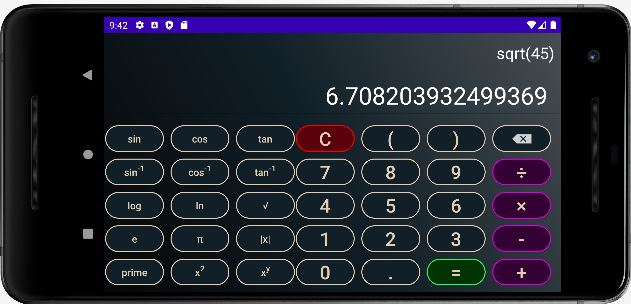 9:42
sqrt(45)
6.708203932499369
sin cos tan C ( )
sin⁻¹ cos⁻¹ tan⁻¹ 7 8 9 ÷
log ln √ 4 5 6 ×
e π |x| 1 2 3 -
prime x² xʸ 0 . = +